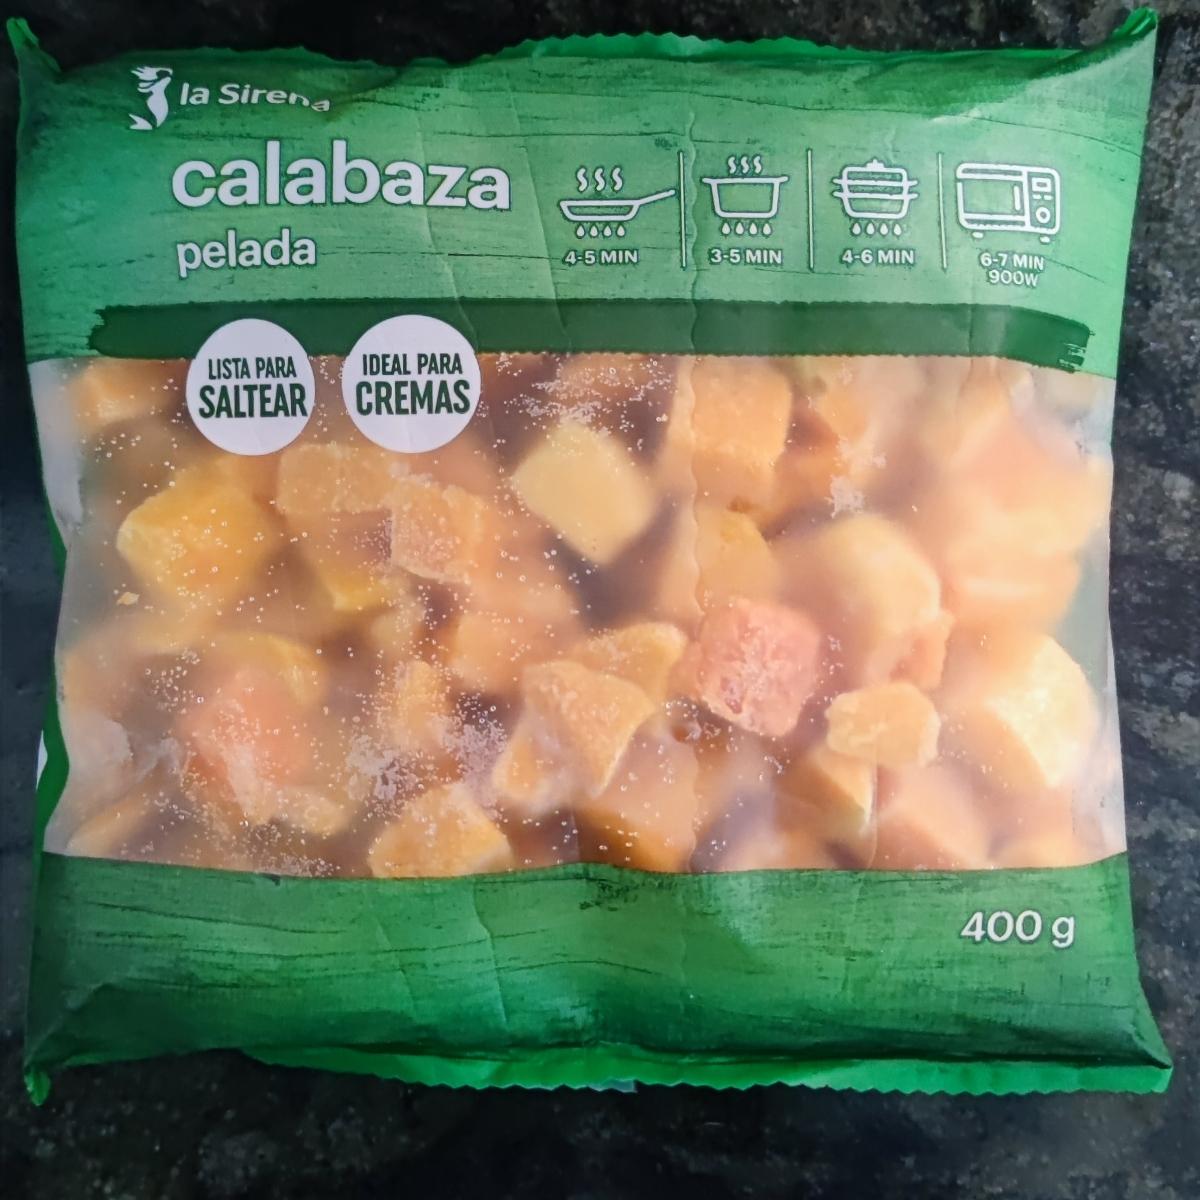 la Sirena
calabaza
pelada
4-5 MIN
3-5 MIN
4-6 MIN
6-7 MIN
900W
LISTA PARA
SALTEAR
IDEAL PARA
CREMAS
400 g